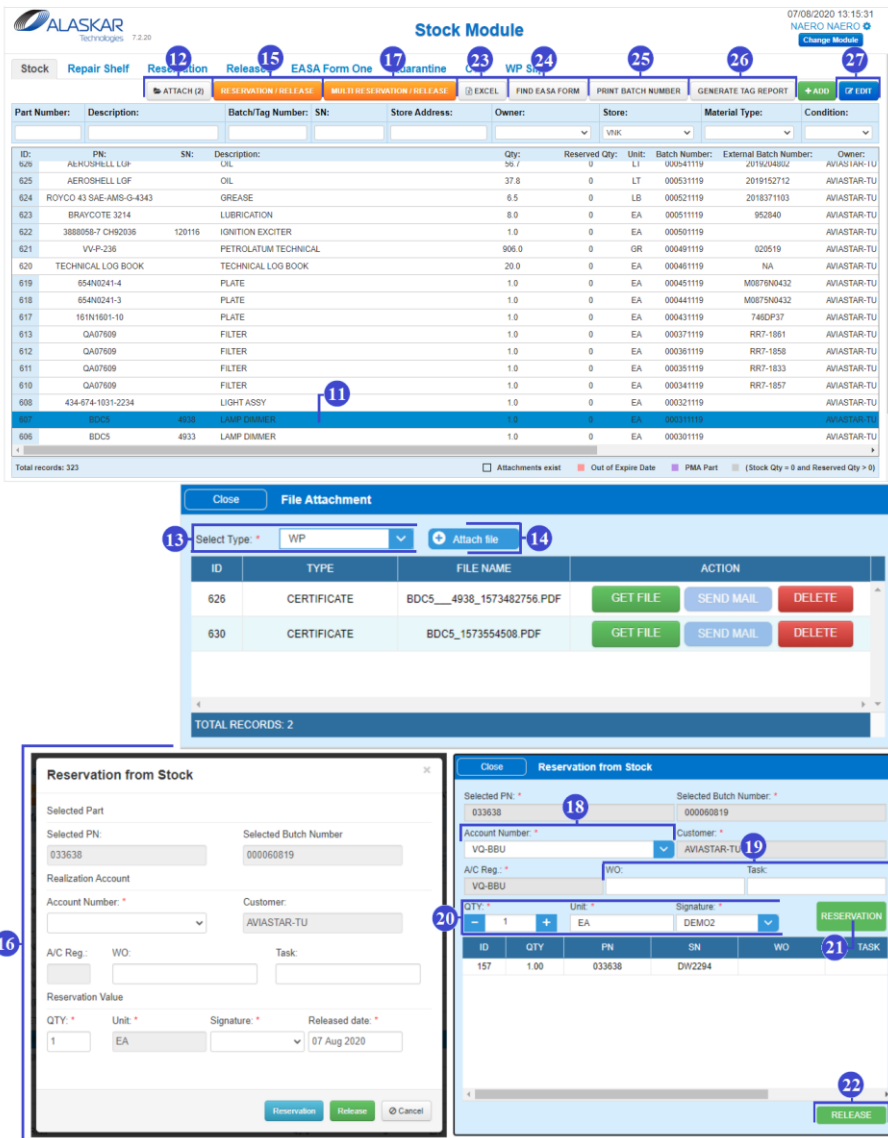 07/08/2020 13:15:31
ALASKAR
Technologies 7.2.20
Stock Module
NAERO NAERO
Change Module
12 15 17 23 24 25 26 27
Stock Repair Shelf Reservation EASA Form One
ATTACH (2) RESERVATION / RELEASE MULTI RESERVATION / RELEASE EXCEL FIND EASA FORM PRINT BATCH NUMBER GENERATE TAG REPORT +ADD EDIT
Part Number: Description: Batch/Tag Number: SN: Store Address: Owner: Store: Material Type: Condition:
VNK
ID: PN: SN: Description: Qty: Reserved Qty: Unit: Batch Number: External Batch Number: Owner:
626 AEROSHELL LGF OIL 56.7 0 LT 000541119 2019204802 AVIASTAR-TU
625 AEROSHELL LGF OIL 37.8 0 LT 000531119 2019152712 AVIASTAR-TU
624 ROYCO 43 SAE-AMS-G-4343 GREASE 6.5 0 LB 000521119 2018371103 AVIASTAR-TU
623 BRAYCOTE 3214 LUBRICATION 8.0 0 EA 000511119 952840 AVIASTAR-TU
622 3888058-7 CH92036 120116 IGNITION EXCITER 1.0 0 EA 000501119 AVIASTAR-TU
621 VV-P-236 PETROLATUM TECHNICAL 906.0 0 GR 000491119 020519 AVIASTAR-TU
620 TECHNICAL LOG BOOK TECHNICAL LOG BOOK 20.0 0 EA 000461119 NA AVIASTAR-TU
619 654N0241-4 PLATE 1.0 0 EA 000451119 M0876N0432 AVIASTAR-TU
618 654N0241-3 PLATE 1.0 0 EA 000441119 M0875N0432 AVIASTAR-TU
617 161N1601-10 PLATE 1.0 0 EA 000431119 746DP37 AVIASTAR-TU
613 QA07609 FILTER 1.0 0 EA 000371119 RR7-1861 AVIASTAR-TU
612 QA07609 FILTER 1.0 0 EA 000361119 RR7-1858 AVIASTAR-TU
611 QA07609 FILTER 1.0 0 EA 000351119 RR7-1833 AVIASTAR-TU
610 QA07609 FILTER 1.0 0 EA 000341119 RR7-1857 AVIASTAR-TU
608 434-674-1031-2234 LIGHT ASSY 1.0 0 EA 000321119 AVIASTAR-TU
11
607 BDC5 4938 LAMP DIMMER 1.0 0 EA 000311119 AVIASTAR-TU
606 BDC5 4933 LAMP DIMMER 1.0 0 EA 000301119 AVIASTAR-TU
Total records: 323 Attachments exist Out of Expire Date PMA Part (Stock Qty = 0 and Reserved Qty > 0)
Close File Attachment
13 Select Type: * WP Attach file 14
ID TYPE FILE NAME ACTION
626 CERTIFICATE BDC5___4938_1573482756.PDF GET FILE SEND MAIL DELETE
630 CERTIFICATE BDC5_1573554508.PDF GET FILE SEND MAIL DELETE
TOTAL RECORDS: 2
16
Reservation from Stock ×
Selected Part
Selected PN: Selected Butch Number
033638 000060819
Realization Account
Account Number: * Customer:
AVIASTAR-TU
A/C Reg.: WO: Task:
Reservation Value
QTY: * Unit: * Signature: * Released date: *
1 EA 07 Aug 2020
Reservation Release Cancel
Close Reservation from Stock
Selected PN: * Selected Butch Number: *
033638 000060819
18
Account Number: * Customer: *
VQ-BBU AVIASTAR-TU
19
A/C Reg.: * WO: Task:
VQ-BBU
20
QTY: * Unit: * Signature: *
- 1 + EA DEMO2 RESERVATION
21
ID QTY PN SN WO TASK
157 1.00 033638 DW2294
22
RELEASE